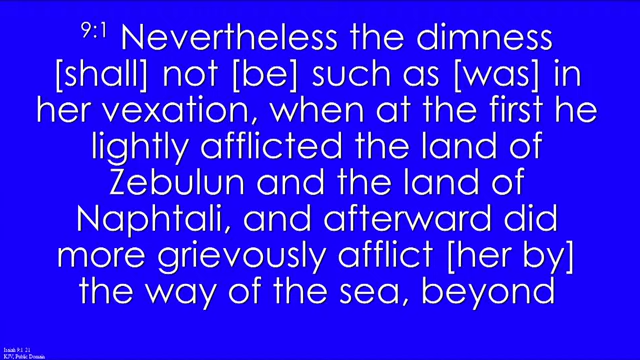 9:1 Nevertheless the dimness
[shall] not [be] such as [was] in
her vexation, when at the first he
lightly afflicted the land of
Zebulun and the land of
Naphtali, and afterward did
more grievously afflict [her by]
the way of the sea, beyond
Isaiah 9:1 21
KJV, Public Domain